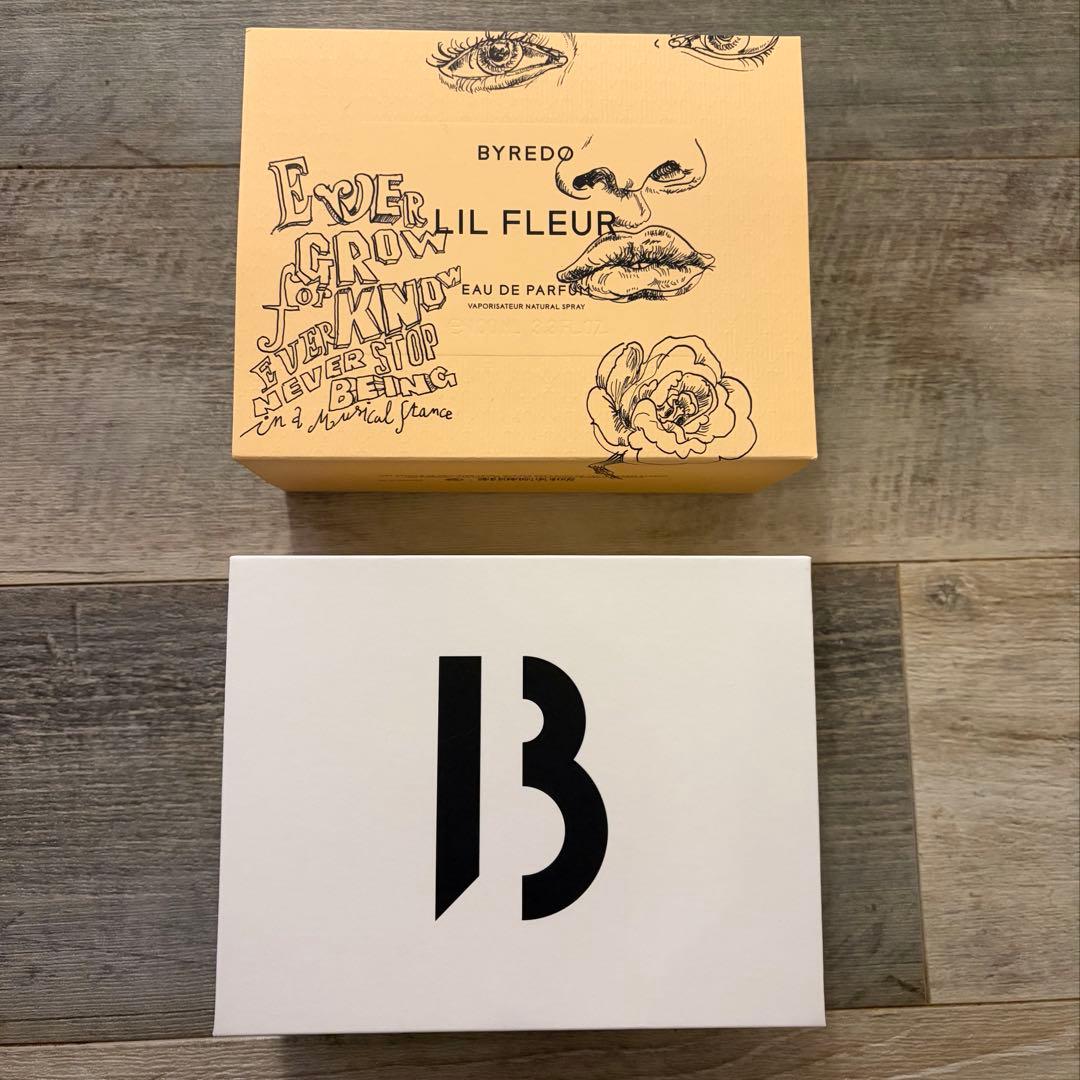 BYREDO
LIL FLEUR
EAU DE PARFUM
VAPORISATEUR NATURAL SPRAY
EVER
GROW
for KNOW
EVER
NEVER STOP
BEING
in a Musical Stance
B